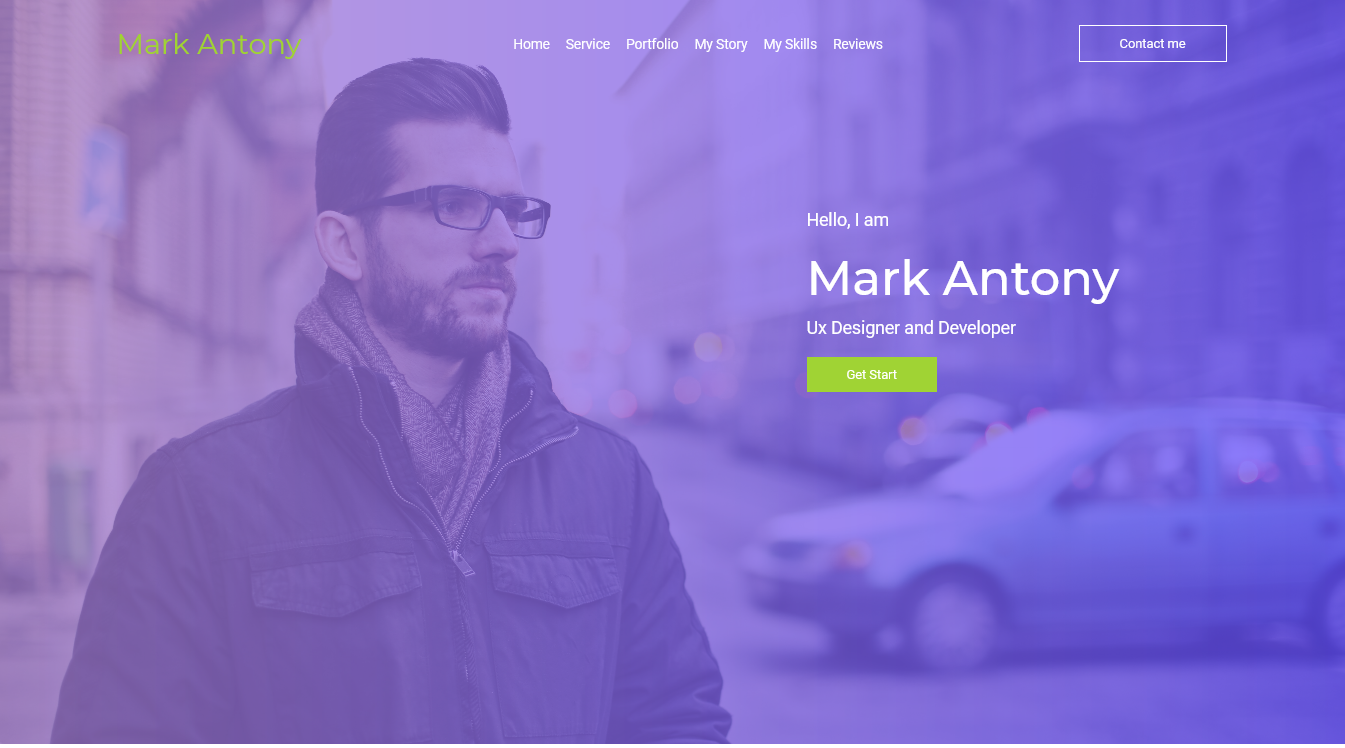 Mark Antony
Home Service Portfolio My Story My Skills Reviews
Contact me
Hello, I am
Mark Antony
Ux Designer and Developer
Get Start